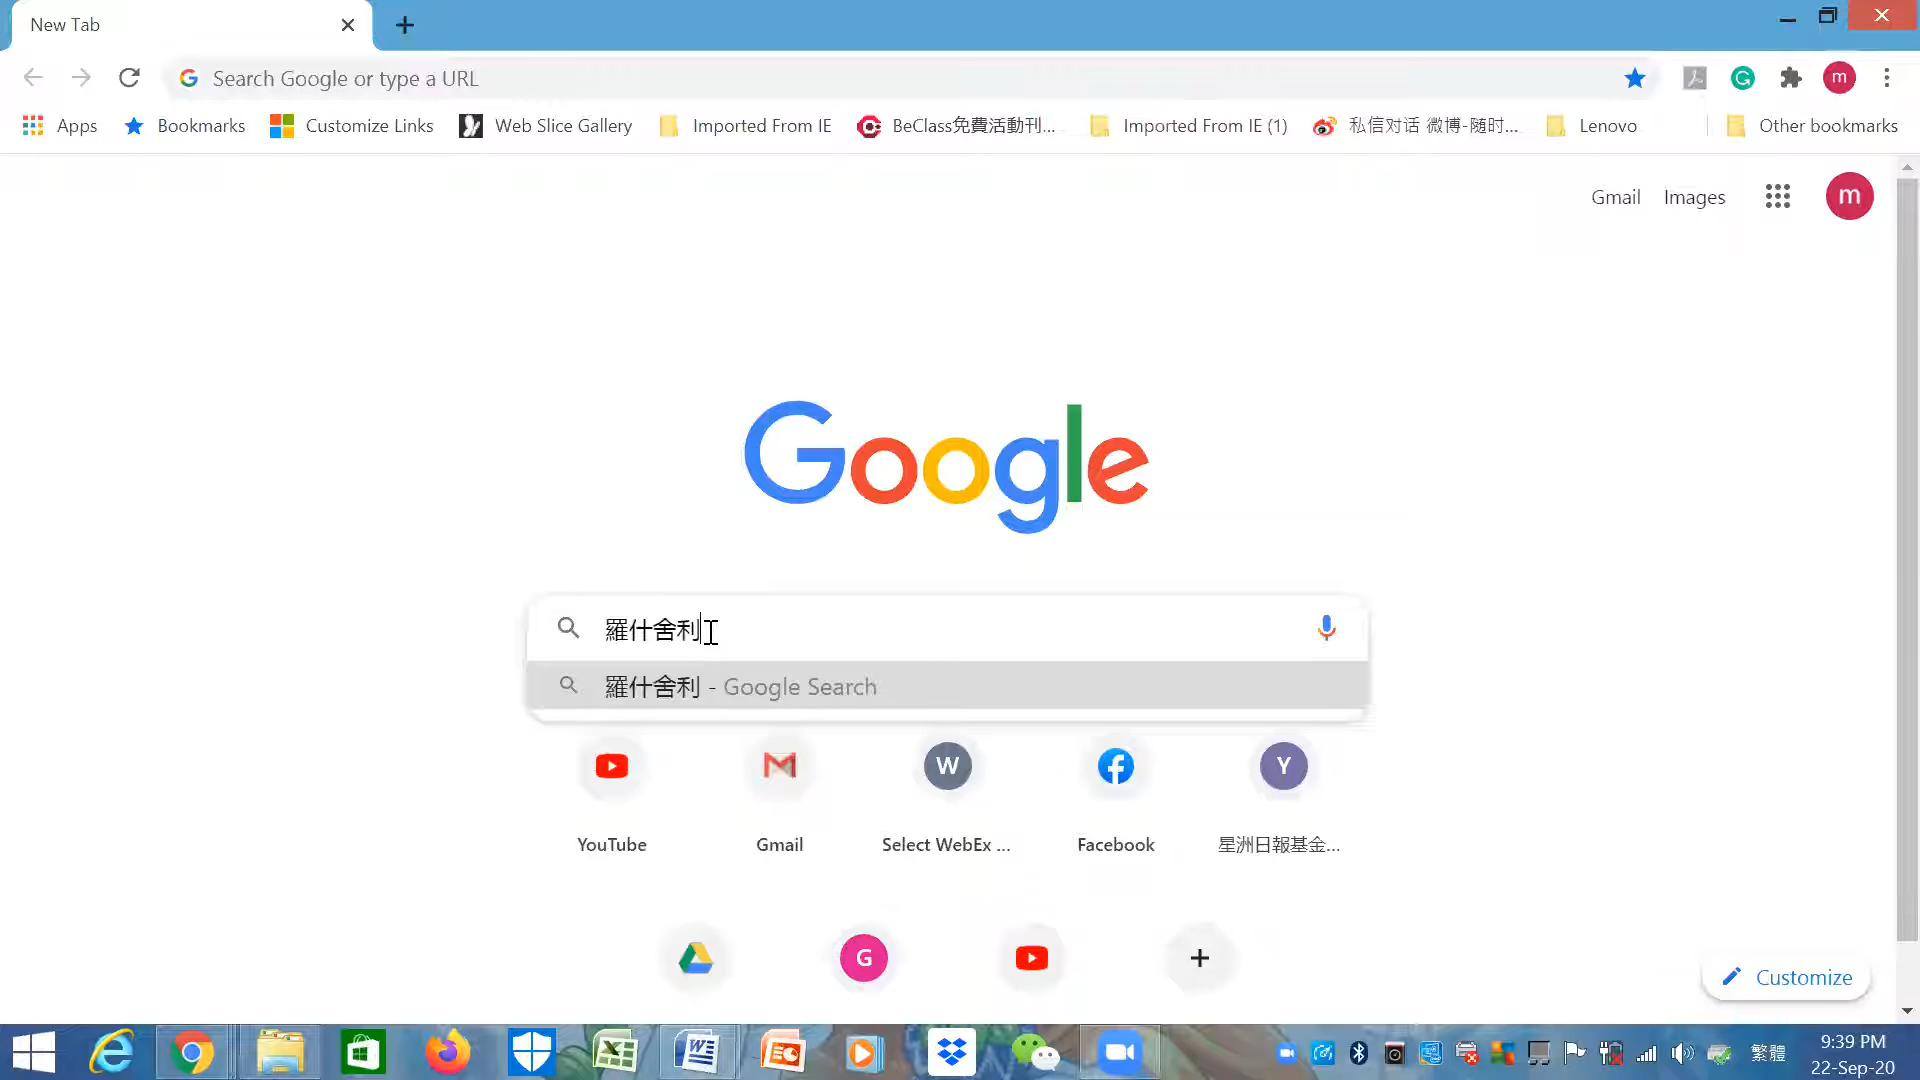 New Tab
Search Google or type a URL
m
Apps
Bookmarks
Customize Links
Web Slice Gallery
Imported From IE
BeClass免費活動刊...
Imported From IE (1)
私信对话 微博-随时...
Lenovo
Other bookmarks
Gmail
Images
m
Google
羅什舍利
羅什舍利 - Google Search
W
Y
YouTube
Gmail
Select WebEx ...
Facebook
星洲日報基金...
G
Customize
繁體
9:39 PM
22-Sep-20